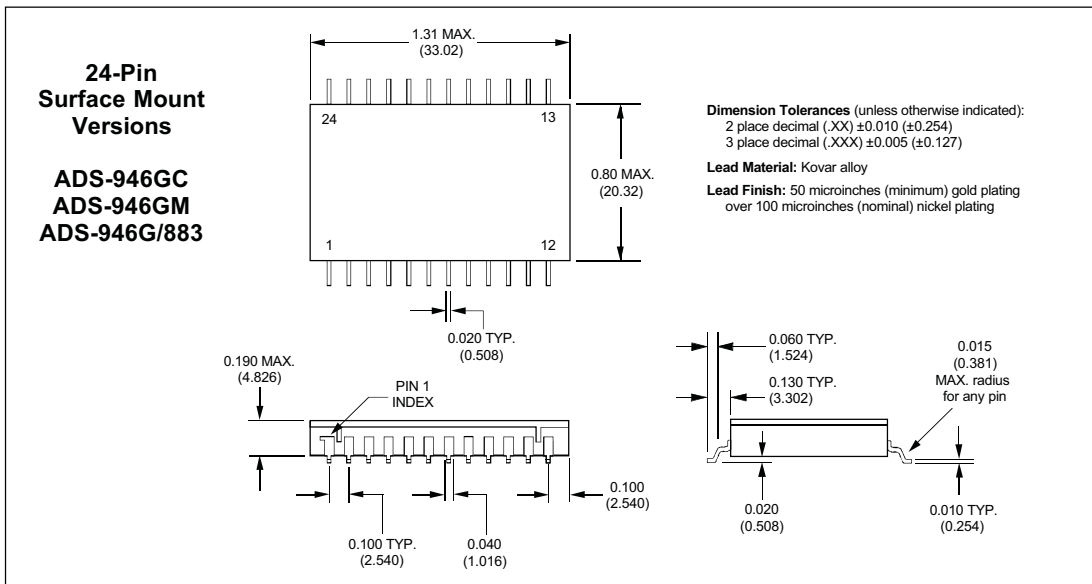 24-Pin
Surface Mount
Versions
ADS-946GC
ADS-946GM
ADS-946G/883
1.31 MAX.
(33.02)
24
13
1
12
0.80 MAX.
(20.32)
Dimension Tolerances (unless otherwise indicated):
2 place decimal (.XX) ±0.010 (±0.254)
3 place decimal (.XXX) ±0.005 (±0.127)
Lead Material: Kovar alloy
Lead Finish: 50 microinches (minimum) gold plating
over 100 microinches (nominal) nickel plating
0.020 TYP.
(0.508)
0.190 MAX.
(4.826)
PIN 1
INDEX
0.100 TYP.
(2.540)
0.040
(1.016)
0.100
(2.540)
0.060 TYP.
(1.524)
0.130 TYP.
(3.302)
0.015
(0.381)
MAX. radius
for any pin
0.020
(0.508)
0.010 TYP.
(0.254)